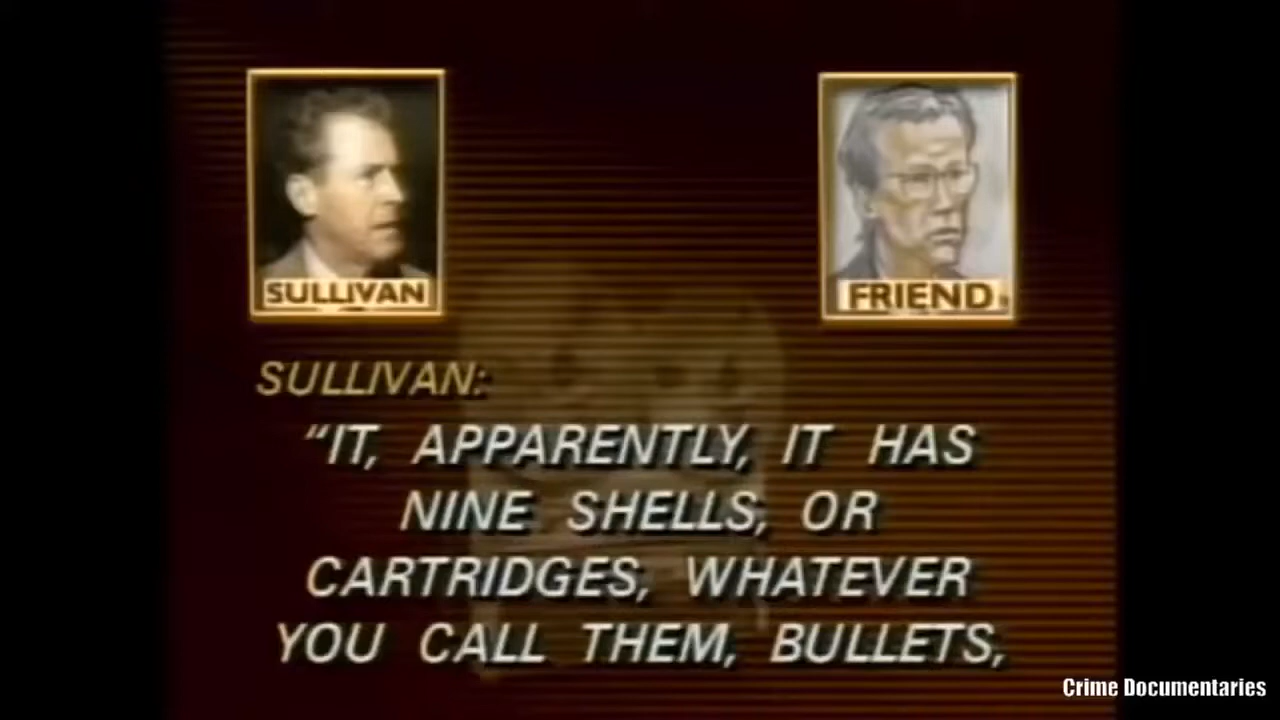 SULLIVAN
FRIEND
SULLIVAN:
“IT, APPARENTLY, IT HAS
NINE SHELLS, OR
CARTRIDGES, WHATEVER
YOU CALL THEM, BULLETS,
Crime Documentaries